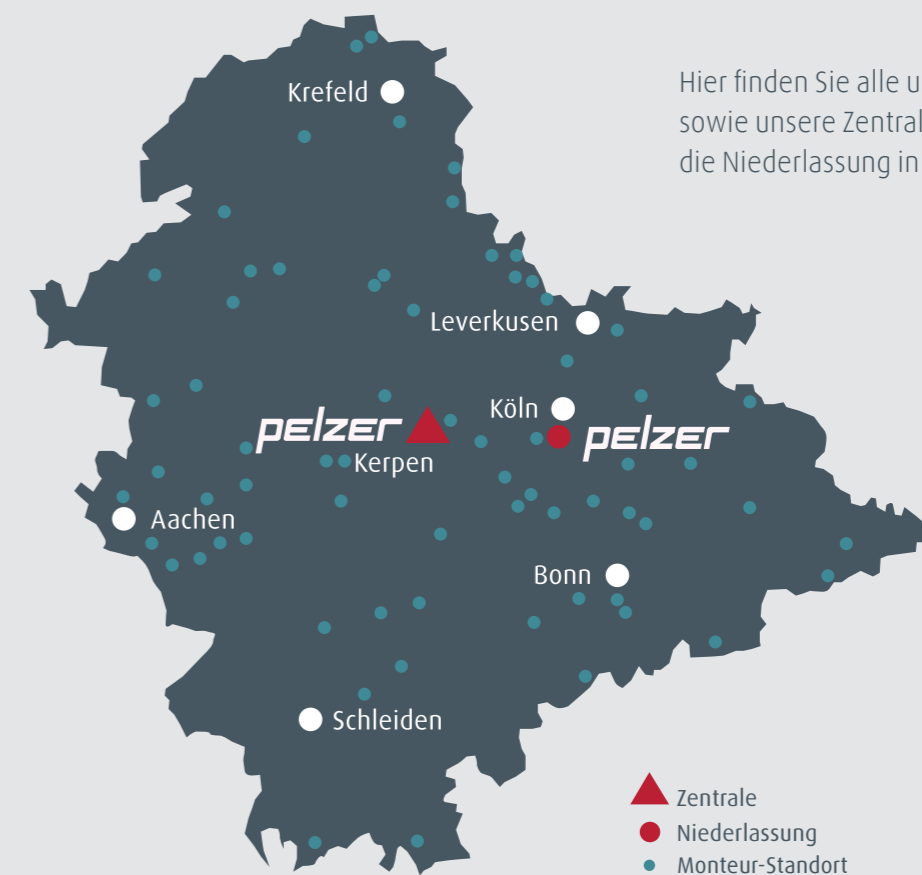 Hier finden Sie alle
sowie unsere
die Niederlassung in
Krefeld
Leverkusen
Köln
pelzer
pelzer
Kerpen
Aachen
Bonn
Schleiden
Zentrale
Niederlassung
Monteur-Standort